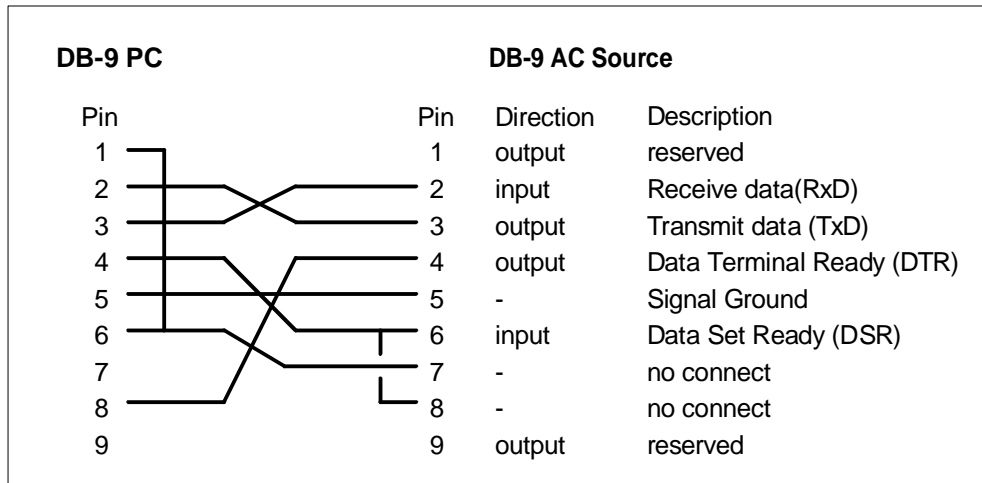 DB-9 PC DB-9 AC Source
Pin Pin Direction Description
1 1 output reserved
2 2 input Receive data(RxD)
3 3 output Transmit data (TxD)
4 4 output Data Terminal Ready (DTR)
5 5 - Signal Ground
6 6 input Data Set Ready (DSR)
7 7 - no connect
8 8 - no connect
9 9 output reserved